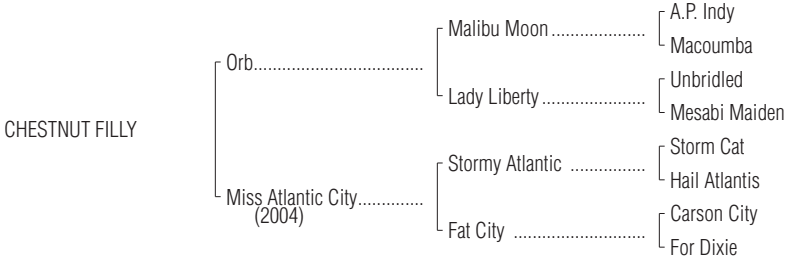 A.P. Indy
Malibu Moon ......................
Macoumba
Orb..................................
Unbridled
Lady Liberty ........................
Mesabi Maiden
CHESTNUT FILLY
Storm Cat
Stormy Atlantic .................
Hail Atlantis
Miss Atlantic City..............
(2004)
Carson City
Fat City ..............................
For Dixie